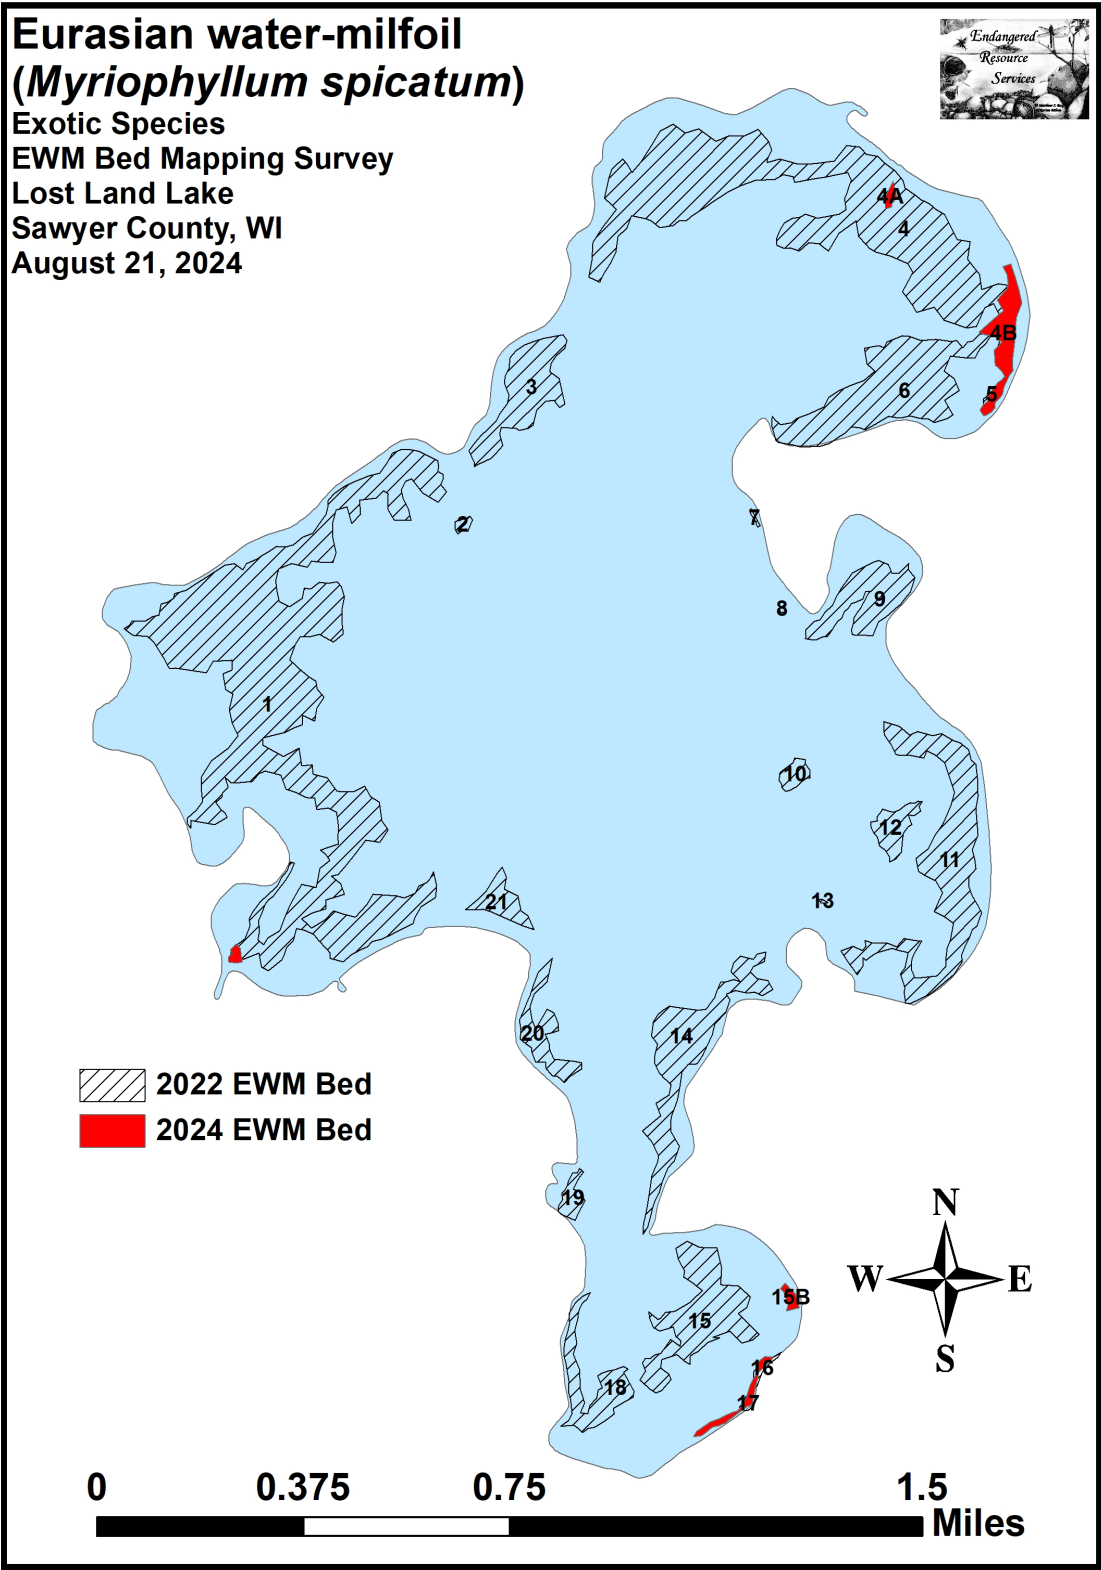 Eurasian water-milfoil
(Myriophyllum spicatum)
Exotic Species
EWM Bed Mapping Survey
Lost Land Lake
Sawyer County, WI
August 21, 2024
Endangered
Resource
Services
4A
4
4B
3
6
5
2
7
8
9
1
10
12
11
21
13
20
14
2022 EWM Bed
2024 EWM Bed
19
N
W E
S
15B
15
16
18
17
0 0.375 0.75 1.5
Miles